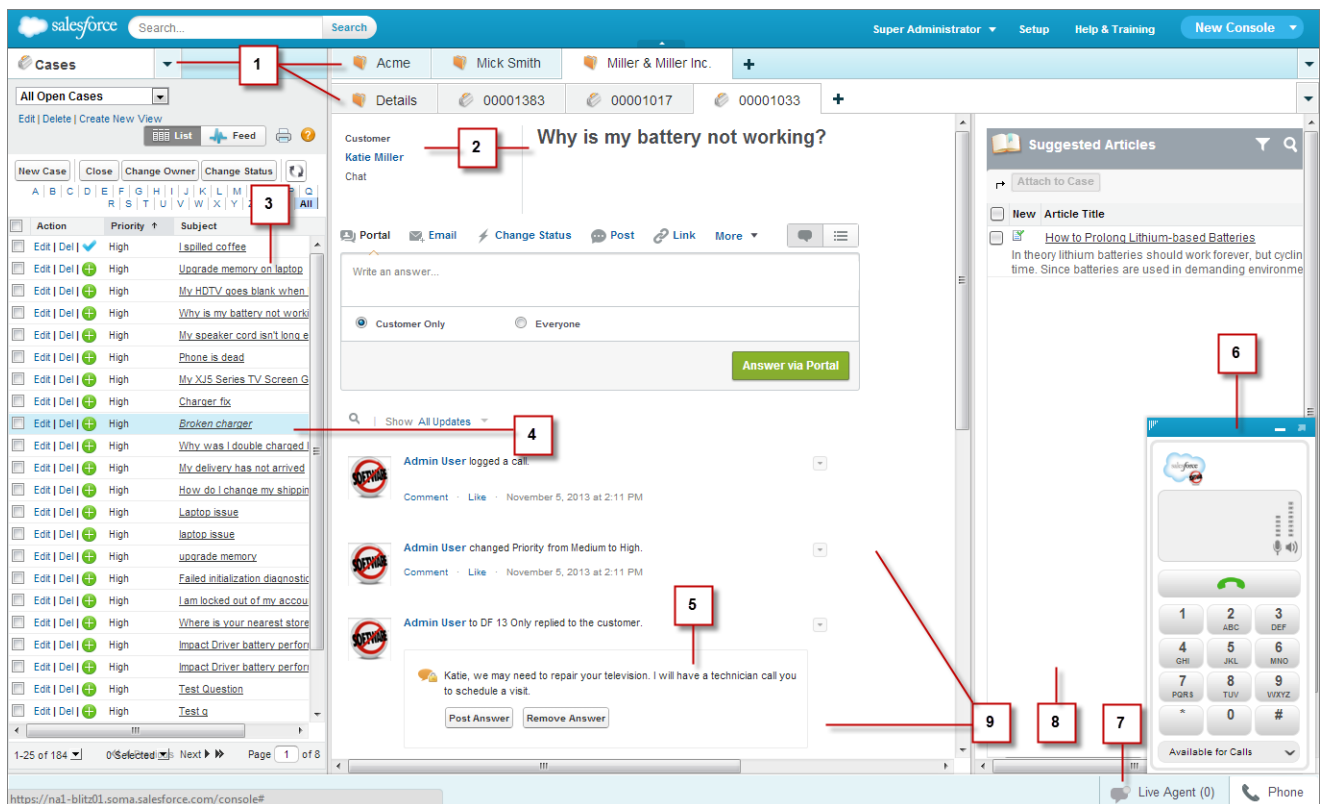 salesforce Search... Search Super Administrator Setup Help & Training New Console
Cases 1 Acme Mick Smith Miller & Miller Inc. +
All Open Cases Details 00001383 00001017 00001033 +
Edit | Delete | Create New View
List Feed
New Case Close Change Owner Change Status
A | B | C | D | E | F | G | H | I | J | K | L | M | P | Q
R | S | T | U | V | W | X | Y | Z All
3
Action Priority Subject
Edit | Del | High I spilled coffee
Edit | Del | High Upgrade memory on laptop
Edit | Del | High My HDTV goes blank when
Edit | Del | High Why is my battery not worki
Edit | Del | High My speaker cord isn't long e
Edit | Del | High Phone is dead
Edit | Del | High My XJ5 Series TV Screen G
Edit | Del | High Charger fix
Edit | Del | High Broken charger
Edit | Del | High Why was I double charged
Edit | Del | High My delivery has not arrived
Edit | Del | High How do I change my shippin
Edit | Del | High Laptop issue
Edit | Del | High laptop issue
Edit | Del | High upgrade memory
Edit | Del | High Failed initialization diagnostic
Edit | Del | High I am locked out of my accou
Edit | Del | High Where is your nearest store
Edit | Del | High Impact Driver battery perforr
Edit | Del | High Impact Driver battery perforr
Edit | Del | High Test Question
Edit | Del | High Test q
1-25 of 184 0 Selected Next Page 1 of 8
https://na1-blitz01.soma.salesforce.com/console#
Customer
Katie Miller
Chat
2
Why is my battery not working?
Portal Email Change Status Post Link More
Write an answer...
Customer Only Everyone
Answer via Portal
Show All Updates
4
Admin User logged a call.
Comment · Like · November 5, 2013 at 2:11 PM
Admin User changed Priority from Medium to High.
Comment · Like · November 5, 2013 at 2:11 PM
5
Admin User to DF 13 Only replied to the customer.
Katie, we may need to repair your television. I will have a technician call you
to schedule a visit.
Post Answer Remove Answer
SOFTWARE
SOFTWARE
SOFTWARE
Suggested Articles
Attach to Case
New Article Title
How to Prolong Lithium-based Batteries
In theory lithium batteries should work forever, but cyclin
time. Since batteries are used in demanding environme
6
salesforce
1 2 3
ABC DEF
4 5 6
GHI JKL MNO
7 8 9
PQRS TUV WXYZ
* 0 #
Available for Calls
9 8 7
Live Agent (0) Phone